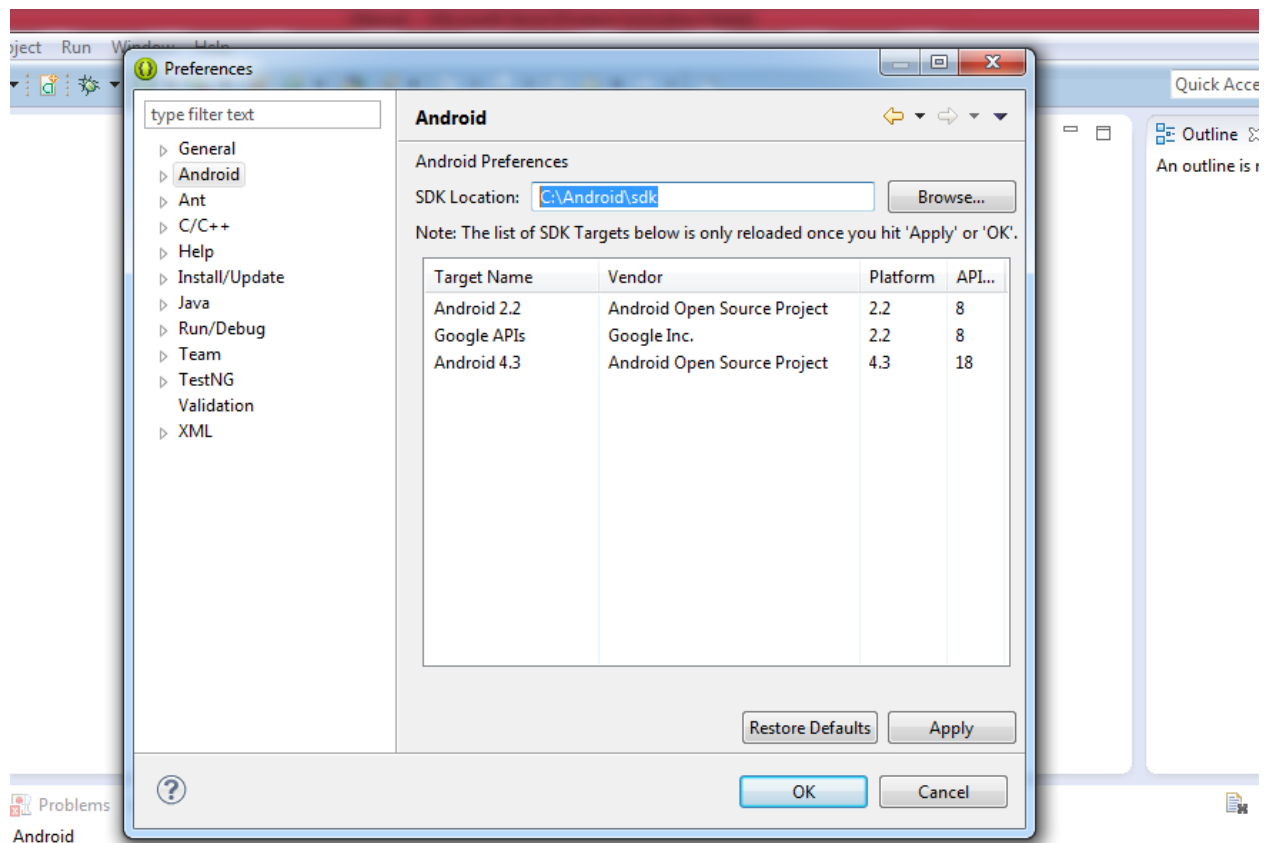 Run Window Help
Preferences
Quick Acce
type filter text
Android
General
Android
Ant
C/C++
Help
Install/Update
Java
Run/Debug
Team
TestNG
Validation
XML
Android Preferences
SDK Location: C:\Android\sdk Browse...
Note: The list of SDK Targets below is only reloaded once you hit 'Apply' or 'OK'.
Target Name Vendor Platform API...
Android 2.2 Android Open Source Project 2.2 8
Google APIs Google Inc. 2.2 8
Android 4.3 Android Open Source Project 4.3 18
Restore Defaults Apply
OK Cancel
Outline
An outline is
Problems
Android